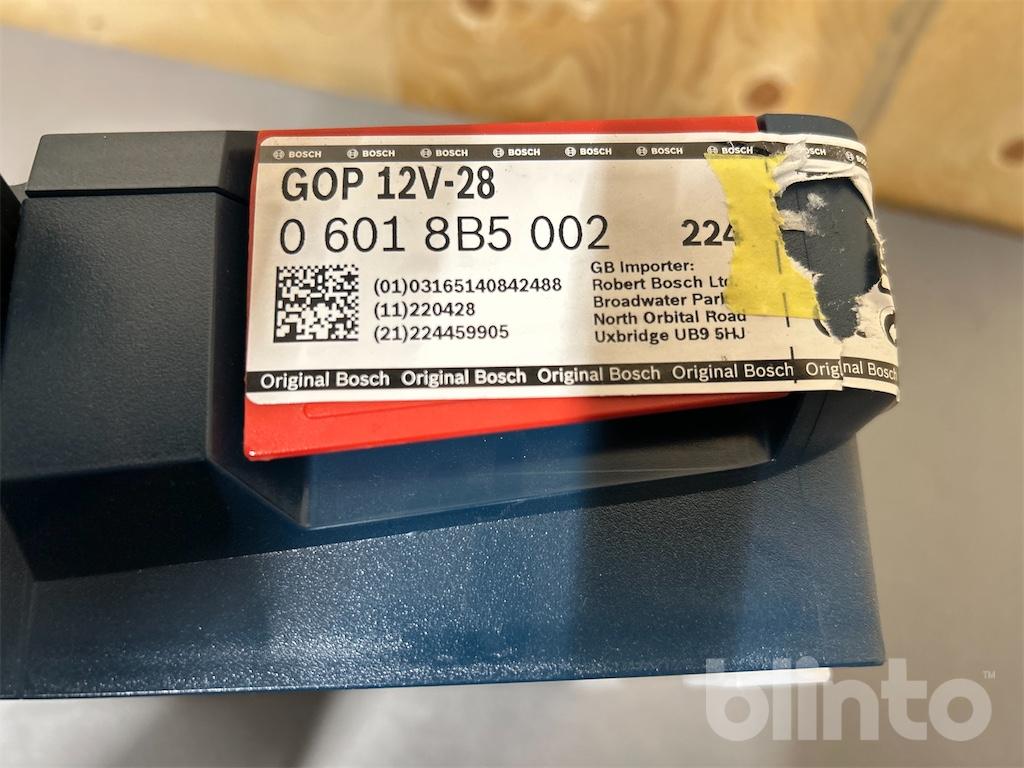 BOSCH BOSCH BOSCH BOSCH BOSCH BOSCH BOSCH BOSCH
GOP 12V-28
0 601 8B5 002
(01)03165140842488
(11)220428
(21)224459905
224
GB Importer:
Robert Bosch Ltd.
Broadwater Park
North Orbital Road
Uxbridge UB9 5HJ
Original Bosch Original Bosch Original Bosch Original Bosch Original Bosch
blinto™